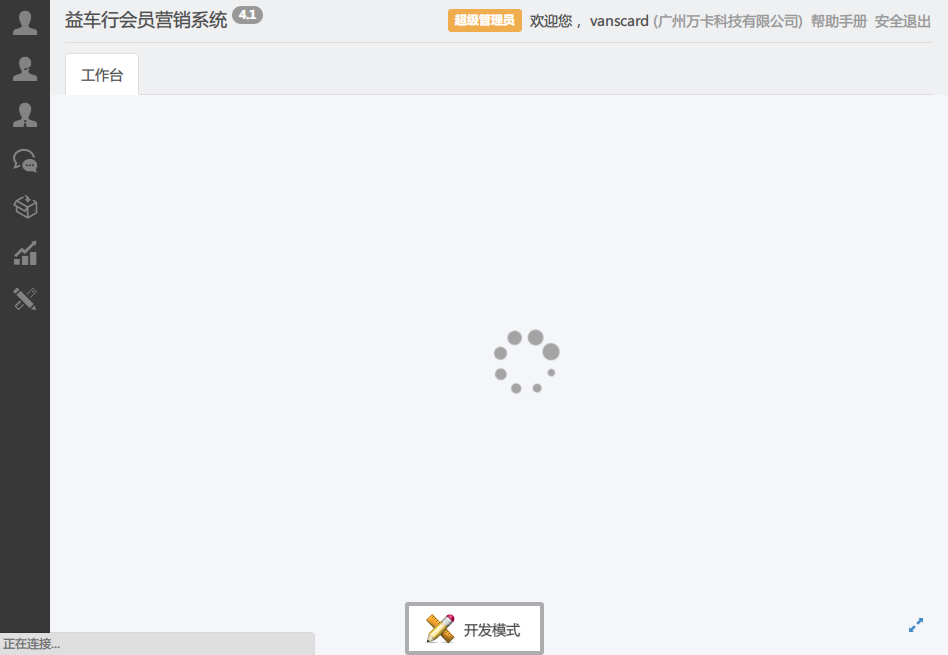 益车行会员营销系统 4.1
超级管理员 欢迎您， vanscard (广州万卡科技有限公司) 帮助手册 安全退出
工作台
开发模式
正在连接...